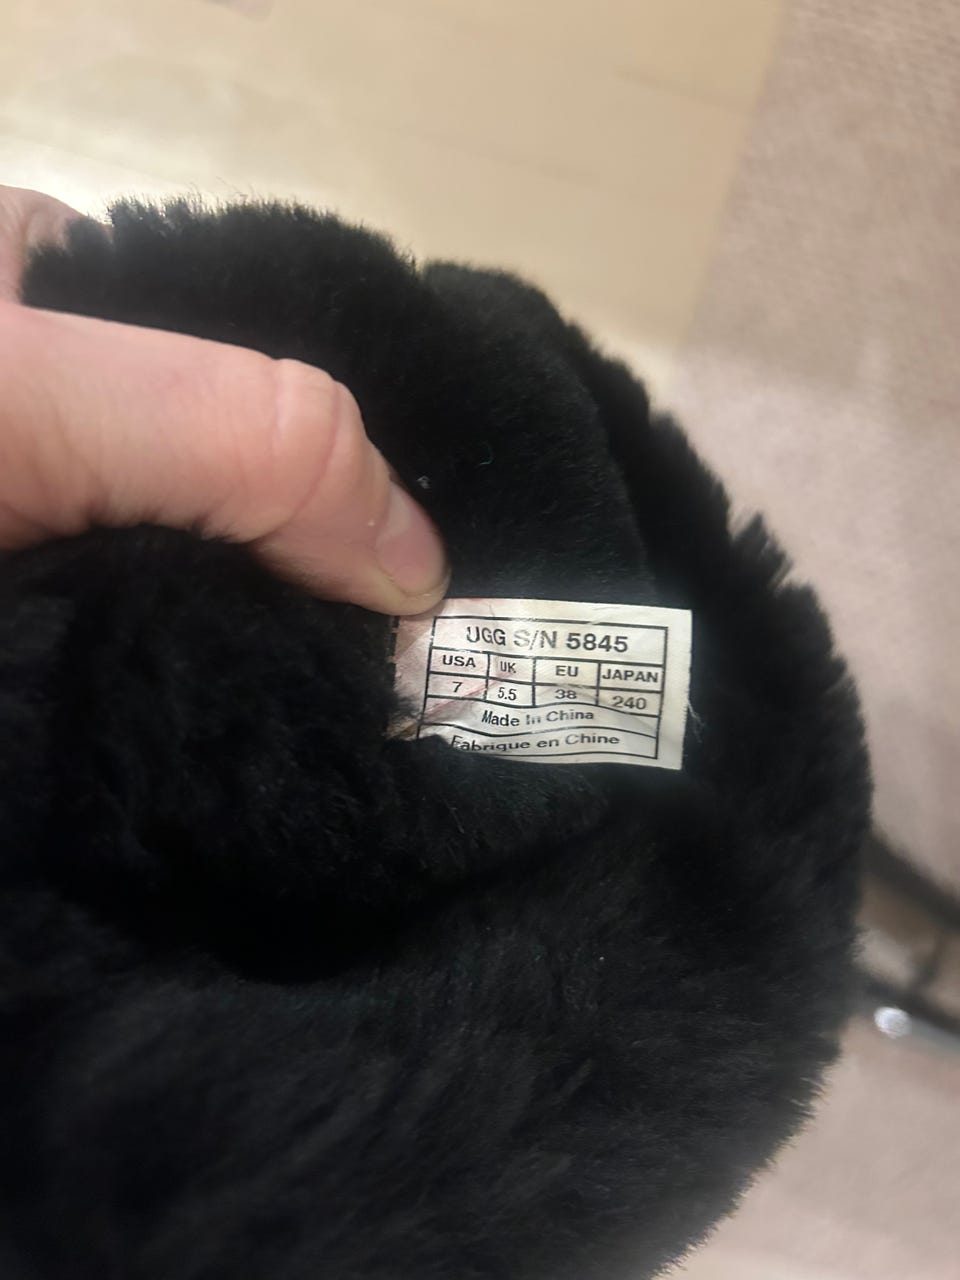 UGG S/N 5845
USA UK EU JAPAN
7 5.5 38 240
Made In China
Fabrique en Chine